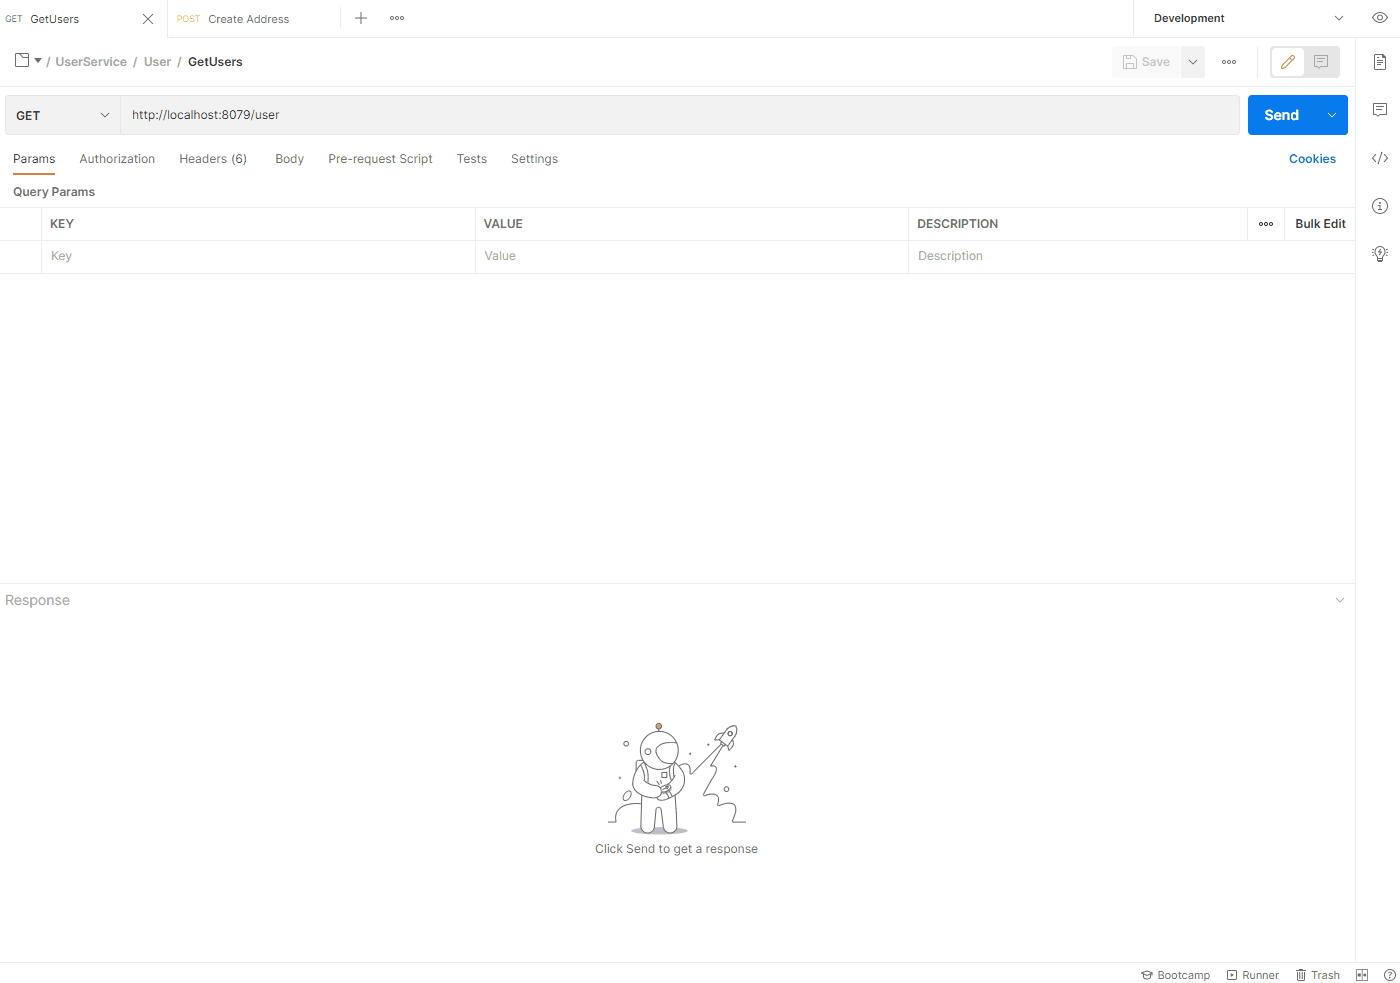 GET GetUsers POST Create Address Development
/ UserService / User / GetUsers Save
GET http://localhost:8079/user Send
Params Authorization Headers (6) Body Pre-request Script Tests Settings Cookies
Query Params
KEY VALUE DESCRIPTION Bulk Edit
Key Value Description
Response
Click Send to get a response
Bootcamp Runner Trash